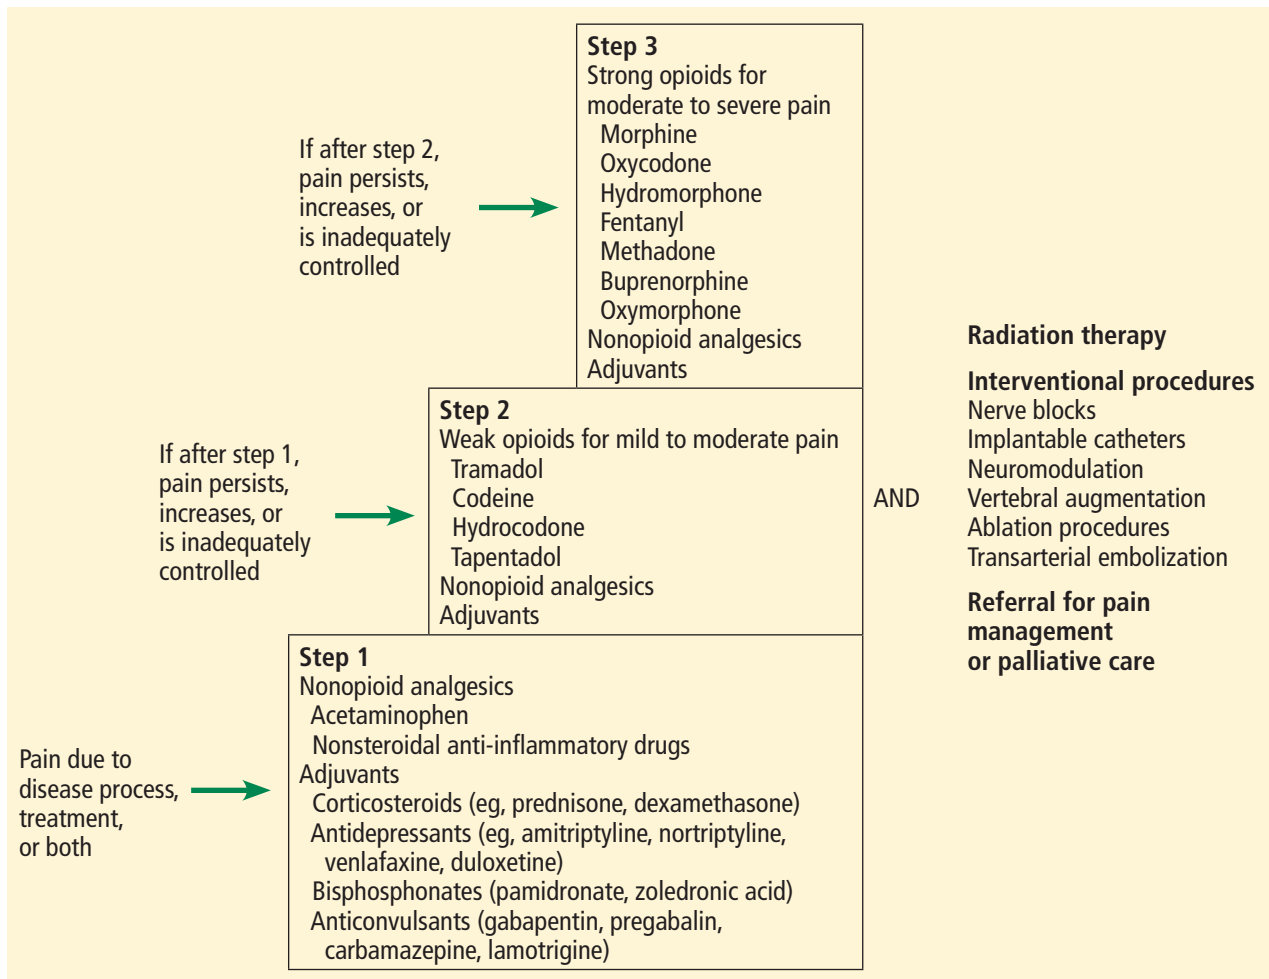 Step 3
Strong opioids for
moderate to severe pain
Morphine
Oxycodone
Hydromorphone
Fentanyl
Methadone
Buprenorphine
Oxymorphone
Nonopioid analgesics
Adjuvants
If after step 2,
pain persists,
increases, or
is inadequately
controlled
Step 2
Weak opioids for mild to moderate pain
Tramadol
Codeine
Hydrocodone
Tapentadol
Nonopioid analgesics
Adjuvants
If after step 1,
pain persists,
increases, or
is inadequately
controlled
Step 1
Nonopioid analgesics
Acetaminophen
Nonsteroidal anti-inflammatory drugs
Adjuvants
Corticosteroids (eg, prednisone, dexamethasone)
Antidepressants (eg, amitriptyline, nortriptyline,
venlafaxine, duloxetine)
Bisphosphonates (pamidronate, zoledronic acid)
Anticonvulsants (gabapentin, pregabalin,
carbamazepine, lamotrigine)
Pain due to
disease process,
treatment,
or both
AND
Radiation therapy
Interventional procedures
Nerve blocks
Implantable catheters
Neuromodulation
Vertebral augmentation
Ablation procedures
Transarterial embolization
Referral for pain
management
or palliative care